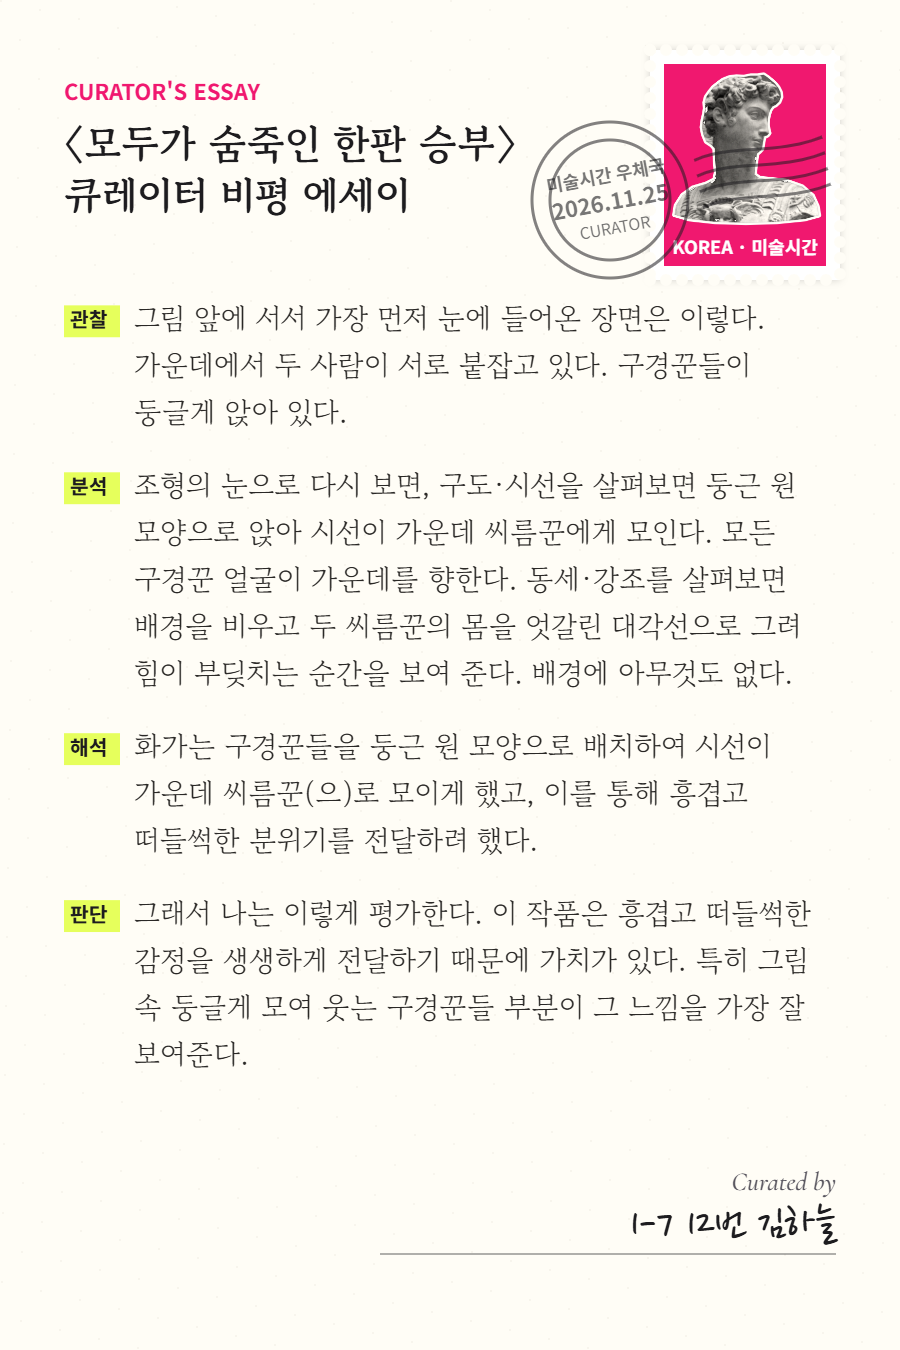 CURATOR'S ESSAY
〈모두가 숨죽인 한판 승부〉
큐레이터 비평 에세이
미술시간 우체국
2026.11.25
CURATOR
KOREA · 미술시간
관찰
그림 앞에 서서 가장 먼저 눈에 들어온 장면은 이렇다.
가운데에서 두 사람이 서로 붙잡고 있다. 구경꾼들이
둥글게 앉아 있다.
분석
조형의 눈으로 다시 보면, 구도·시선을 살펴보면 둥근 원
모양으로 앉아 시선이 가운데 씨름꾼에게 모인다. 모든
구경꾼 얼굴이 가운데를 향한다. 동세·강조를 살펴보면
배경을 비우고 두 씨름꾼의 몸을 엇갈린 대각선으로 그려
힘이 부딪치는 순간을 보여 준다. 배경에 아무것도 없다.
해석
화가는 구경꾼들을 둥근 원 모양으로 배치하여 시선이
가운데 씨름꾼(으)로 모이게 했고, 이를 통해 흥겹고
떠들썩한 분위기를 전달하려 했다.
판단
그래서 나는 이렇게 평가한다. 이 작품은 흥겹고 떠들썩한
감정을 생생하게 전달하기 때문에 가치가 있다. 특히 그림
속 둥글게 모여 웃는 구경꾼들 부분이 그 느낌을 가장 잘
보여준다.
Curated by
1-7 12번 김하늘